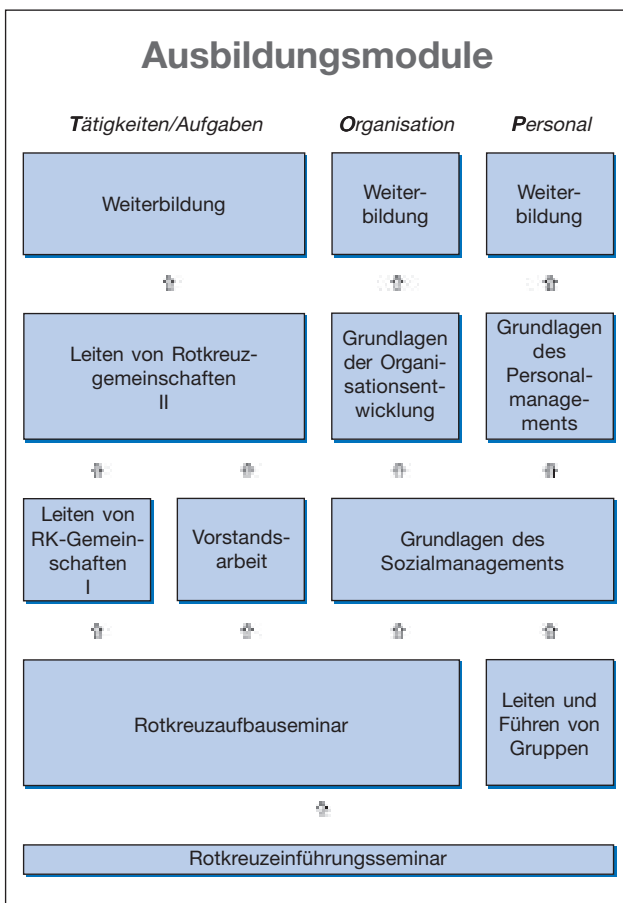 Ausbildungsmodule
Tätigkeiten/Aufgaben
Organisation
Personal
Weiterbildung
Weiter-
bildung
Weiter-
bildung
Leiten von Rotkreuz-
gemeinschaften
II
Grundlagen
der Organi-
sationsent-
wicklung
Grundlagen
des
Personal-
manage-
ments
Leiten von
RK-Gemein-
schaften
I
Vorstands-
arbeit
Grundlagen des
Sozialmanagements
Rotkreuzaufbauseminar
Leiten und
Führen von
Gruppen
Rotkreuzeinführungsseminar